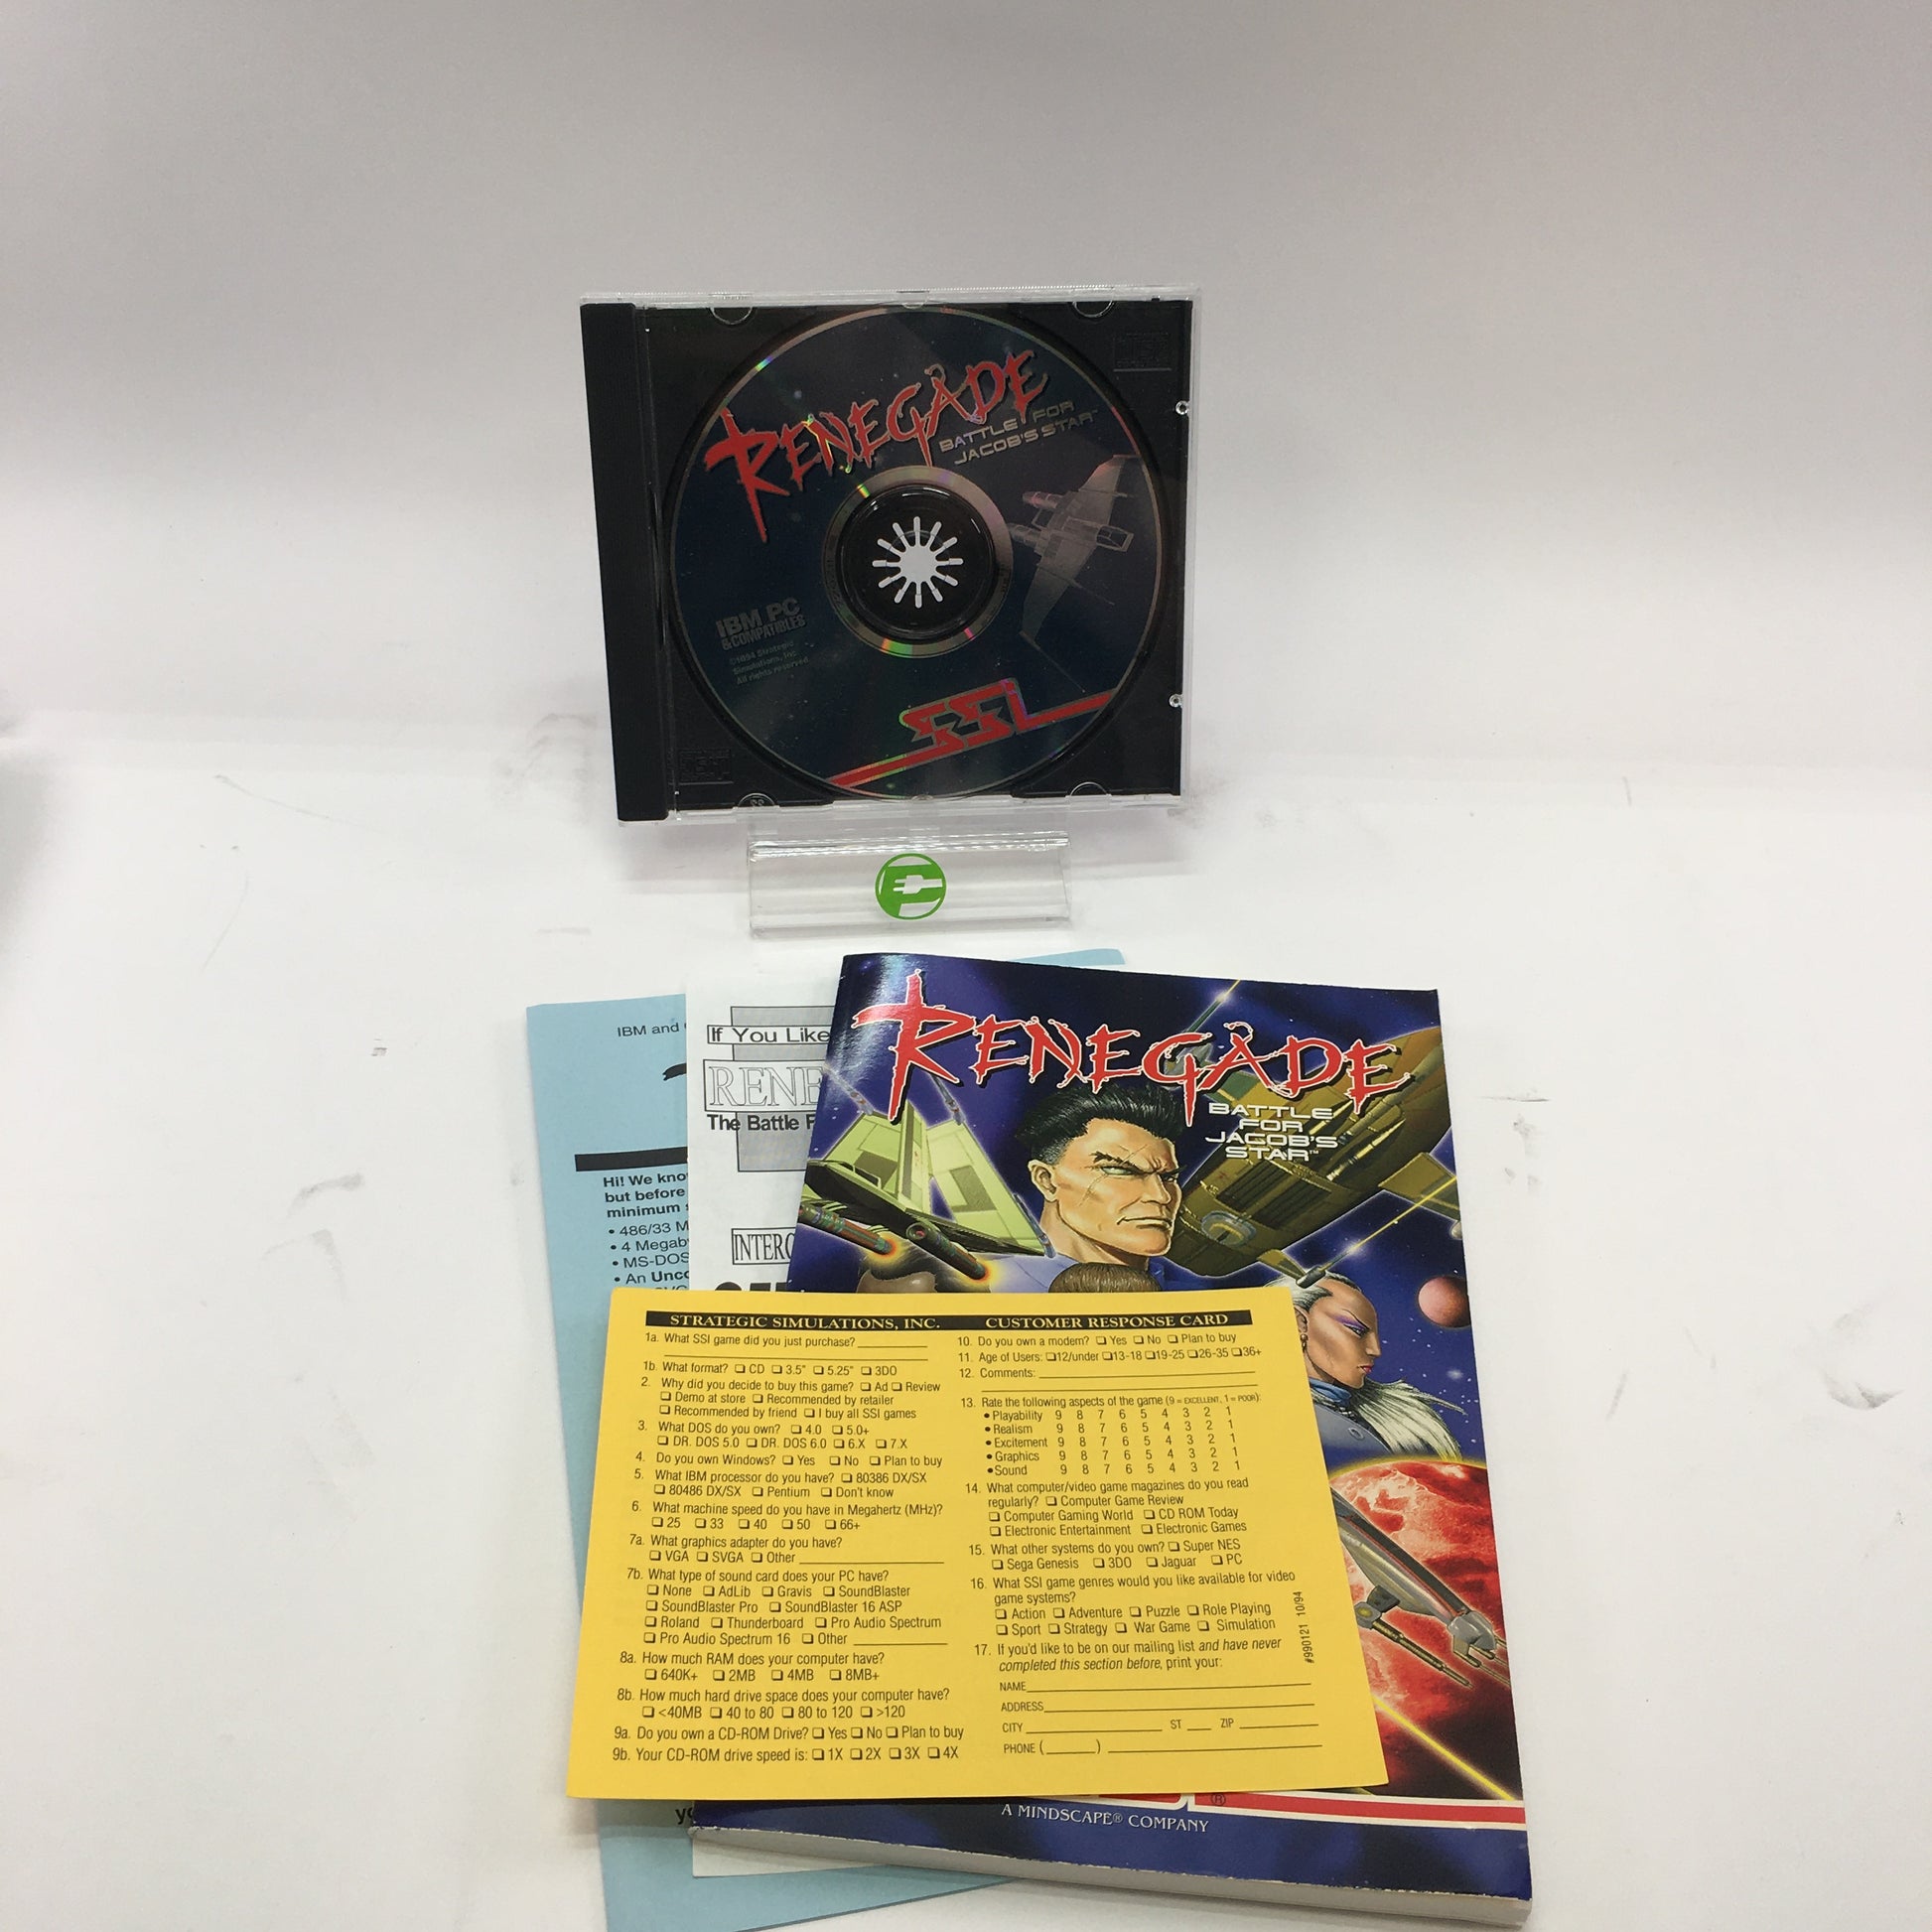 RENEGADE
BATTLE FOR
JACOB'S STAR™
IBM PC
& COMPATIBLES
©1994 Strategic
Simulations, Inc.
All rights reserved
SSI
IBM and
Hi! We kno
but before
minimum
• 486/33 M
• 4 Megab
• MS-DOS
• An Unco
If You Like
RENE
The Battle F
INTERC
RENEGADE
BATTLE
FOR
JACOB'S
STAR™
STRATEGIC SIMULATIONS, INC. CUSTOMER RESPONSE CARD
1a. What SSI game did you just purchase?
1b. What format? ❑ CD ❑ 3.5" ❑ 5.25" ❑ 3DO
2. Why did you decide to buy this game? ❑ Ad ❑ Review
❑ Demo at store ❑ Recommended by retailer
❑ Recommended by friend ❑ I buy all SSI games
3. What DOS do you own? ❑ 4.0 ❑ 5.0+
❑ DR. DOS 5.0 ❑ DR. DOS 6.0 ❑ 6.X ❑ 7.X
4. Do you own Windows? ❑ Yes ❑ No ❑ Plan to buy
5. What IBM processor do you have? ❑ 80386 DX/SX
❑ 80486 DX/SX ❑ Pentium ❑ Don't know
6. What machine speed do you have in Megahertz (MHz)?
❑ 25 ❑ 33 ❑ 40 ❑ 50 ❑ 66+
7a. What graphics adapter do you have?
❑ VGA ❑ SVGA ❑ Other
7b. What type of sound card does your PC have?
❑ None ❑ AdLib ❑ Gravis ❑ SoundBlaster
❑ SoundBlaster Pro ❑ SoundBlaster 16 ASP
❑ Roland ❑ Thunderboard ❑ Pro Audio Spectrum
❑ Pro Audio Spectrum 16 ❑ Other
8a. How much RAM does your computer have?
❑ 640K+ ❑ 2MB ❑ 4MB ❑ 8MB+
8b. How much hard drive space does your computer have?
❑ <40MB ❑ 40 to 80 ❑ 80 to 120 ❑ >120
9a. Do you own a CD-ROM Drive? ❑ Yes ❑ No ❑ Plan to buy
9b. Your CD-ROM drive speed is: ❑ 1X ❑ 2X ❑ 3X ❑ 4X
10. Do you own a modem? ❑ Yes ❑ No ❑ Plan to buy
11. Age of Users: ❑12/under ❑13-18 ❑19-25 ❑26-35 ❑36+
12. Comments:
13. Rate the following aspects of the game (9 = EXCELLENT, 1 = POOR):
• Playability 9 8 7 6 5 4 3 2 1
• Realism 9 8 7 6 5 4 3 2 1
• Excitement 9 8 7 6 5 4 3 2 1
• Graphics 9 8 7 6 5 4 3 2 1
• Sound 9 8 7 6 5 4 3 2 1
14. What computer/video game magazines do you read
regularly? ❑ Computer Game Review
❑ Computer Gaming World ❑ CD ROM Today
❑ Electronic Entertainment ❑ Electronic Games
15. What other systems do you own? ❑ Super NES
❑ Sega Genesis ❑ 3DO ❑ Jaguar ❑ PC
16. What SSI game genres would you like available for video
game systems?
❑ Action ❑ Adventure ❑ Puzzle ❑ Role Playing
❑ Sport ❑ Strategy ❑ War Game ❑ Simulation
17. If you'd like to be on our mailing list and have never
completed this section before, print your:
NAME
ADDRESS
CITY ST ZIP
PHONE ( )
#990121 10/94
®
A MINDSCAPE® COMPANY